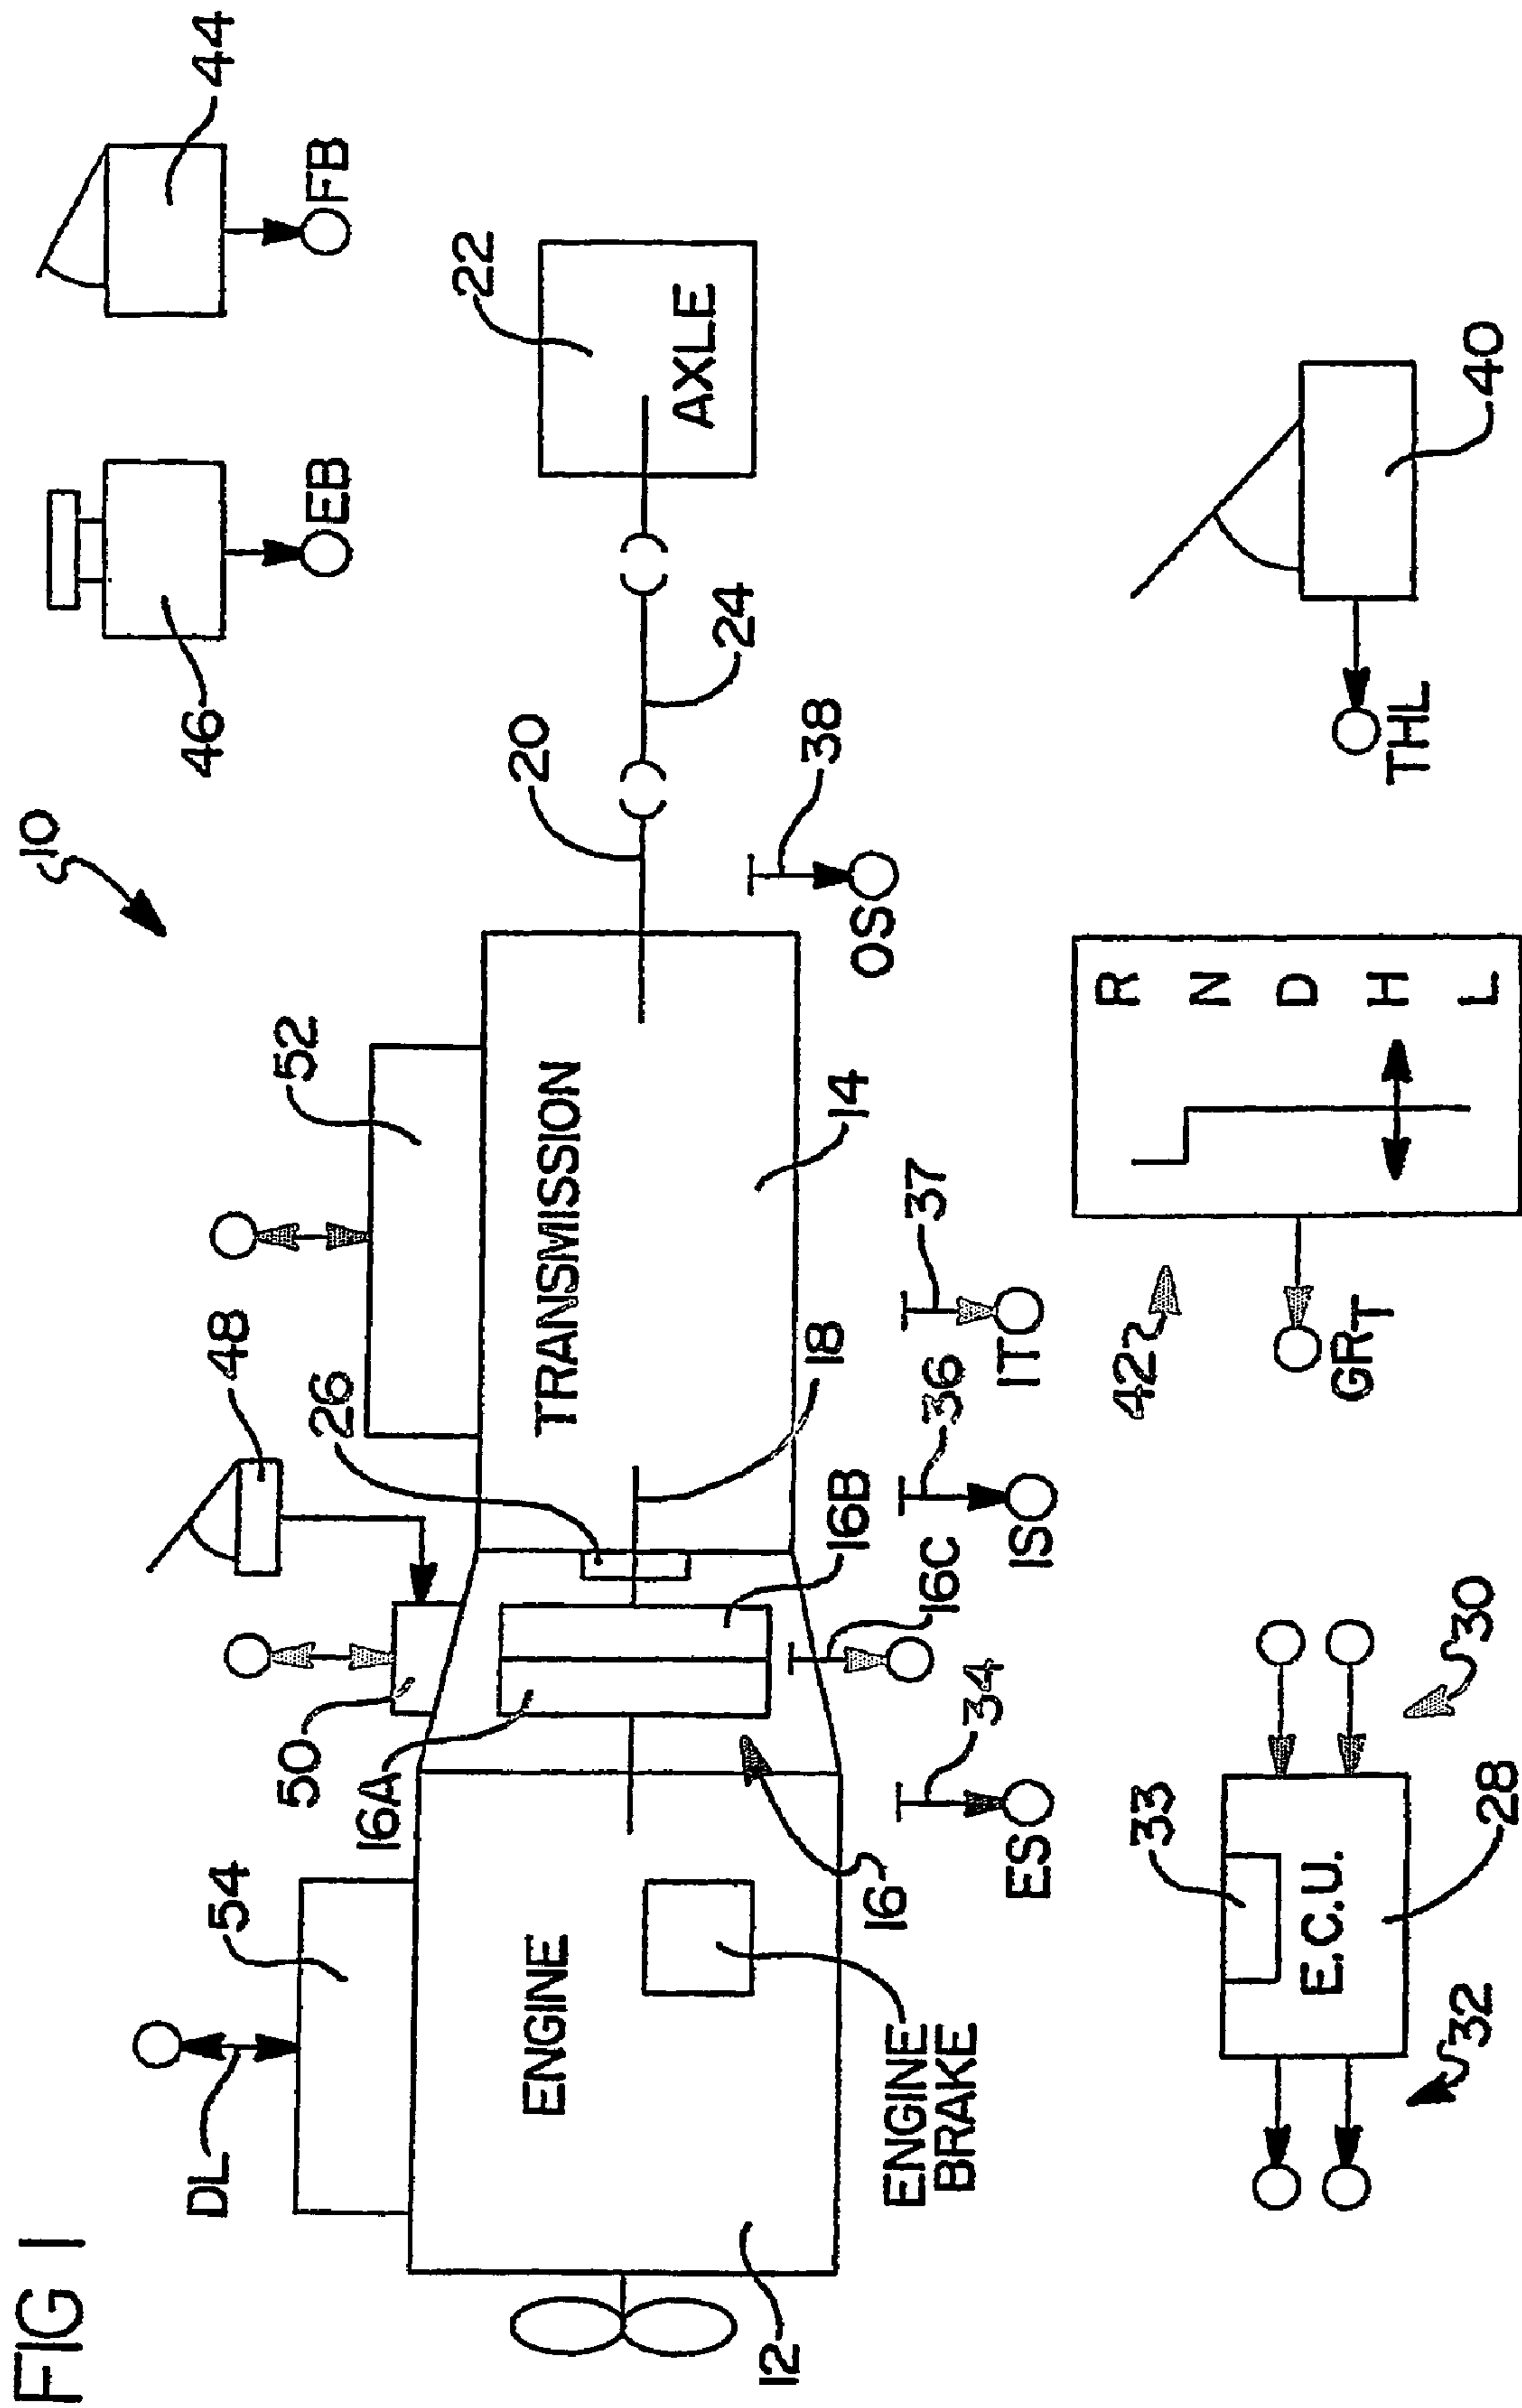 FIG 1
10
44
FB
46
EB
22
AXLE
24
20
38
OS
52
TRANSMISSION
14
18
48
26
50
16A
16B
16C
16
37
IT
36
IS
34
ES
54
DL
ENGINE
ENGINE
BRAKE
12
33
E.C.U.
28
30
32
42
R
N
D
H
L
GRT
40
THL